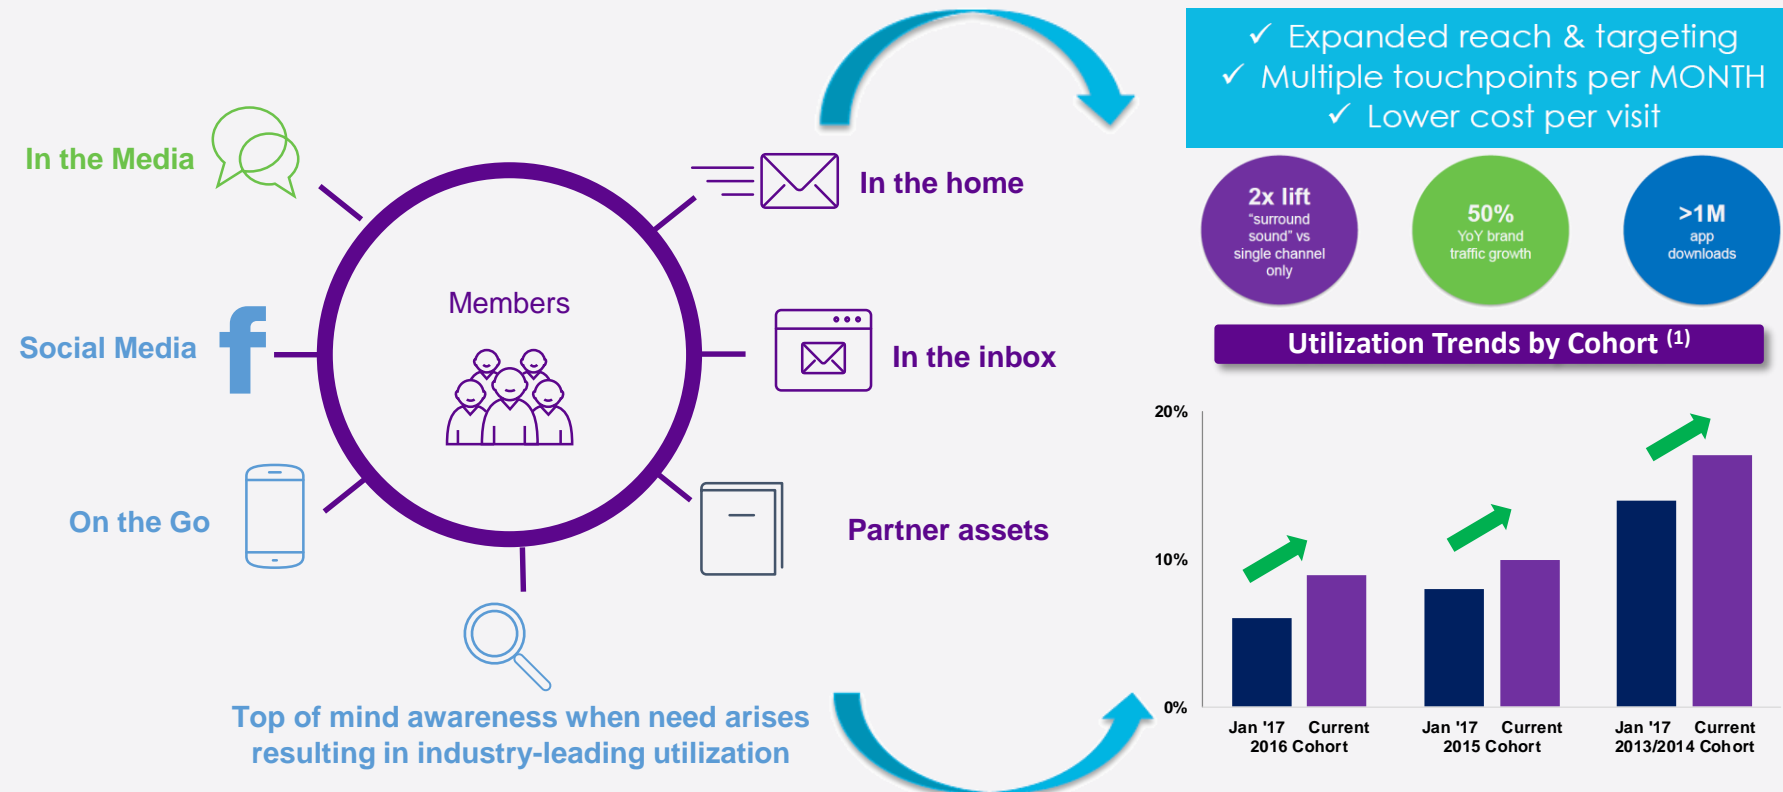 In the Media
Social Media
On the Go
Members
In the home
In the inbox
Partner assets
Top of mind awareness when need arises
resulting in industry-leading utilization
✓ Expanded reach & targeting
✓ Multiple touchpoints per MONTH
✓ Lower cost per visit
2x lift
“surround
sound” vs
single channel
only
50%
YoY brand
traffic growth
>1M
app
downloads
Utilization Trends by Cohort (1)
20%
10%
0%
Jan '17 Current
2016 Cohort
Jan '17 Current
2015 Cohort
Jan '17 Current
2013/2014 Cohort